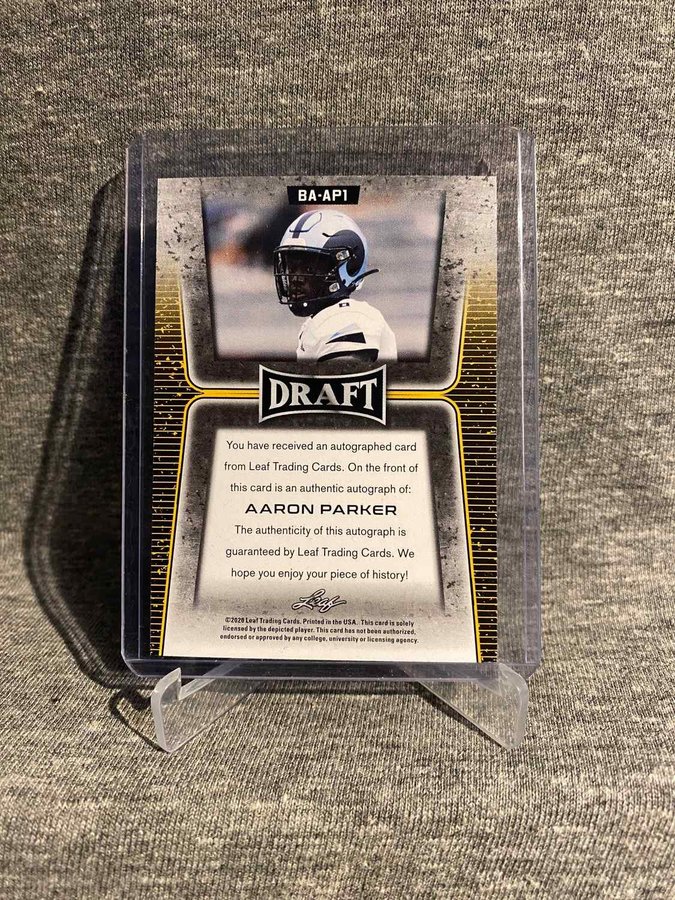 BA-AP1
DRAFT
You have received an autographed card
from Leaf Trading Cards. On the front of
this card is an authentic autograph of:
AARON PARKER
The authenticity of this autograph is
guaranteed by Leaf Trading Cards. We
hope you enjoy your piece of history!
Leaf
©2020 Leaf Trading Cards. Printed in the USA. This card is solely
licensed by the depicted player. This card has not been authorized,
endorsed or approved by any college, university or licensing agency.